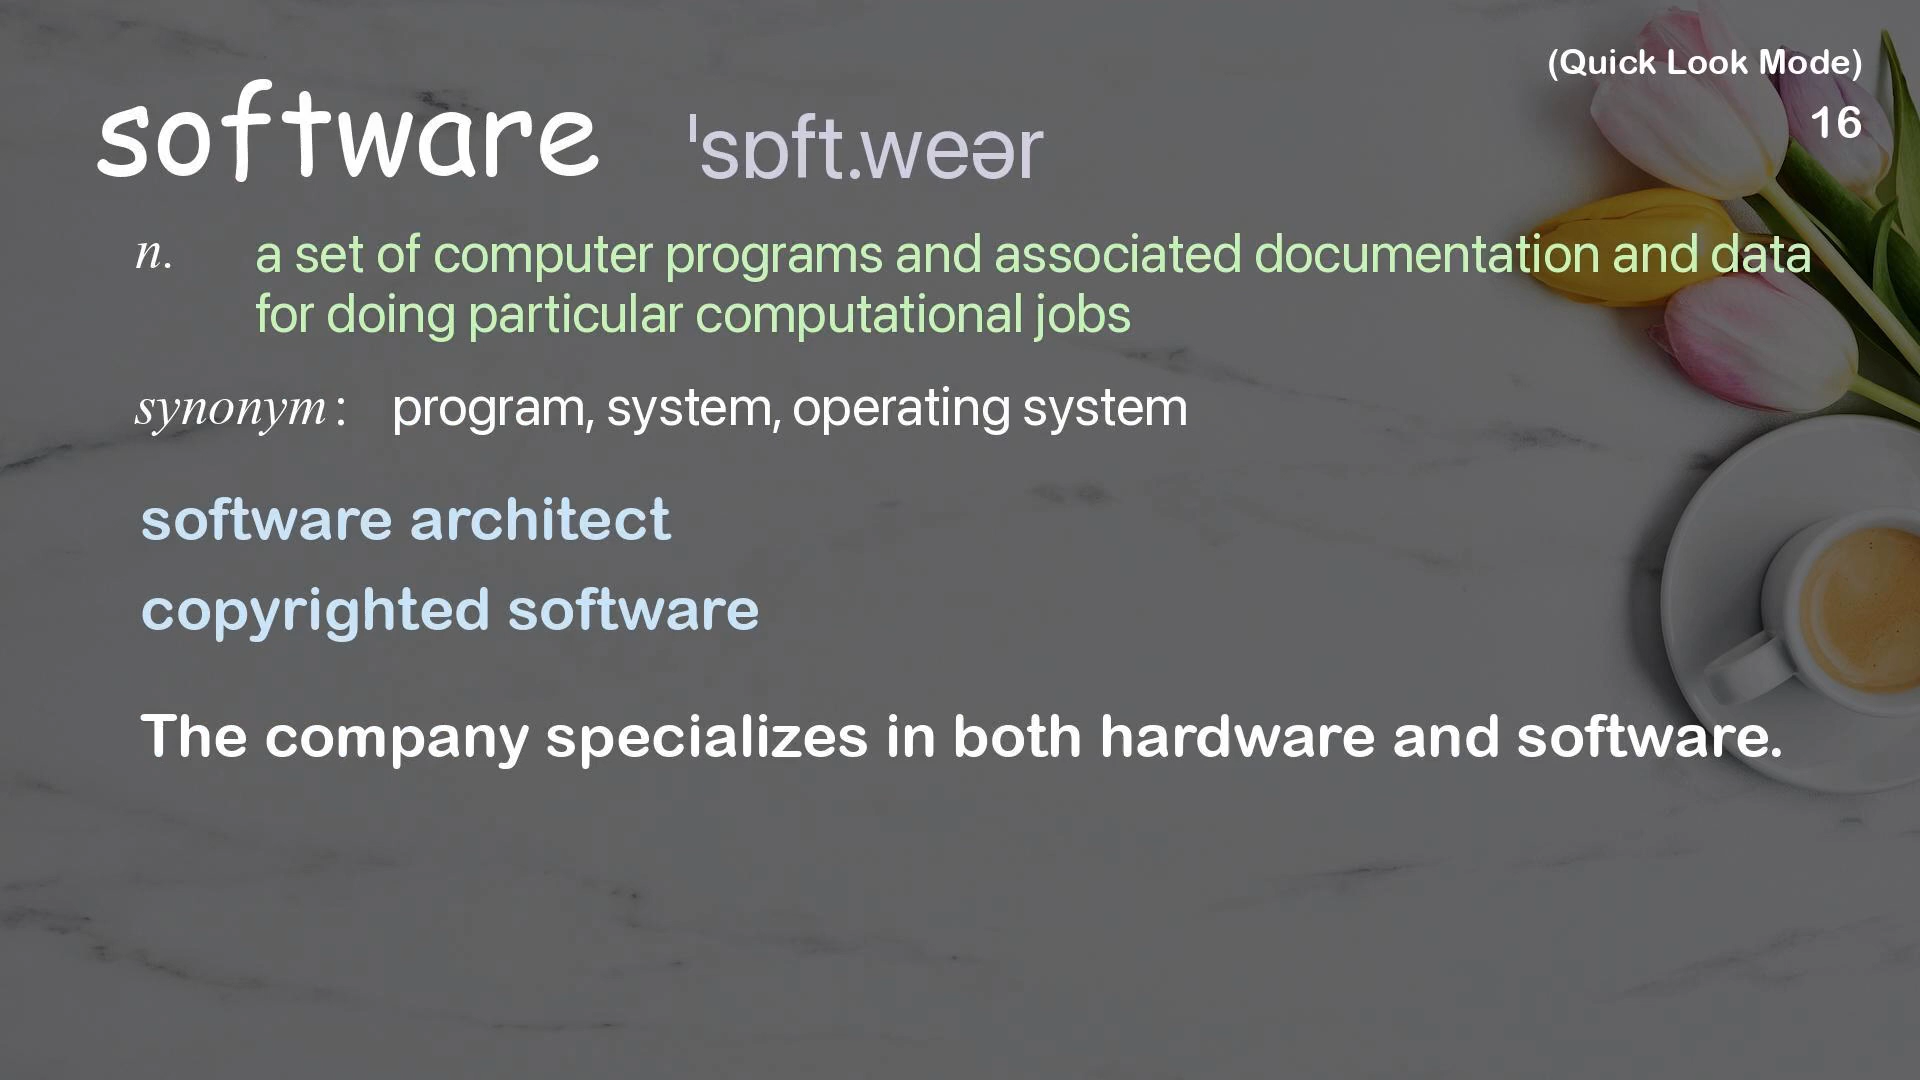 (Quick Look Mode)
16
software ˈsɒft.weər
n. a set of computer programs and associated documentation and data
for doing particular computational jobs
synonym : program, system, operating system
software architect
copyrighted software
The company specializes in both hardware and software.